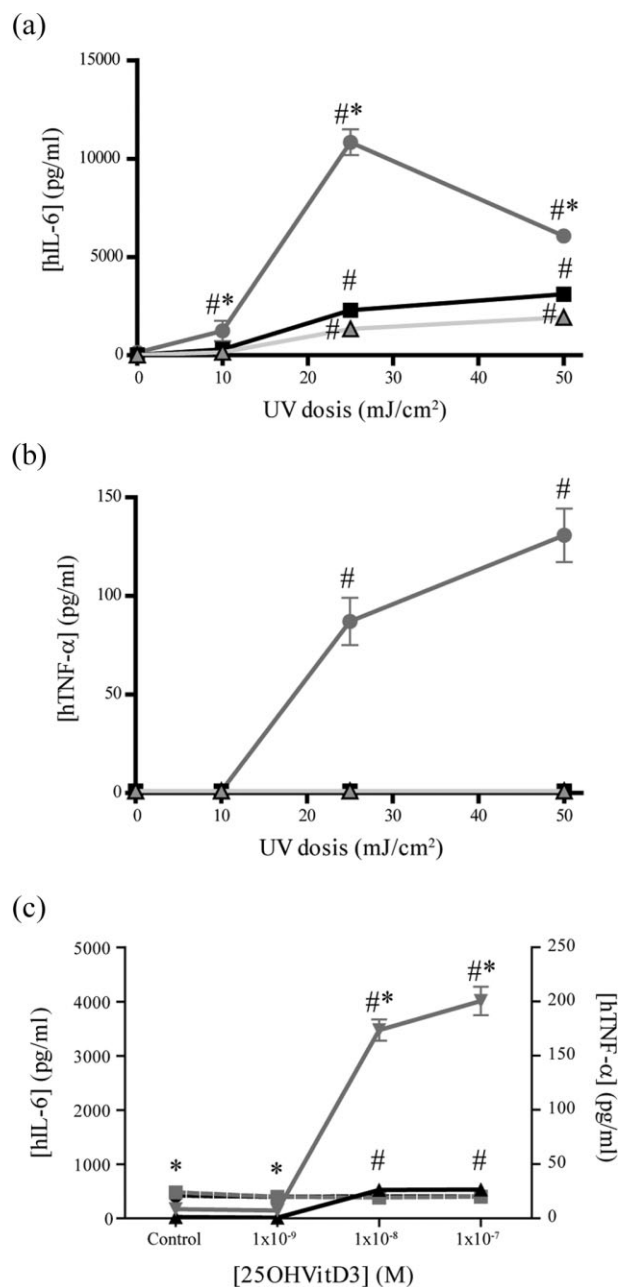 (a)
[hIL-6] (pg/ml)
15000
10000
5000
0
#*
#*
#*
#
#
#
#
0 10 20 30 40 50
UV dosis (mJ/cm²)
(b)
[hTNF-α] (pg/ml)
150
100
50
0
#
#
0 10 20 30 40 50
UV dosis (mJ/cm²)
(c)
[hIL-6] (pg/ml)
5000
4000
3000
2000
1000
0
#*
#*
*
*
#
#
250
200
150
100
50
0
[hTNF-α]
(pg/ml)
Control 1x10⁻⁹ 1x10⁻⁸ 1x10⁻⁷
[25OHVitD3] (M)